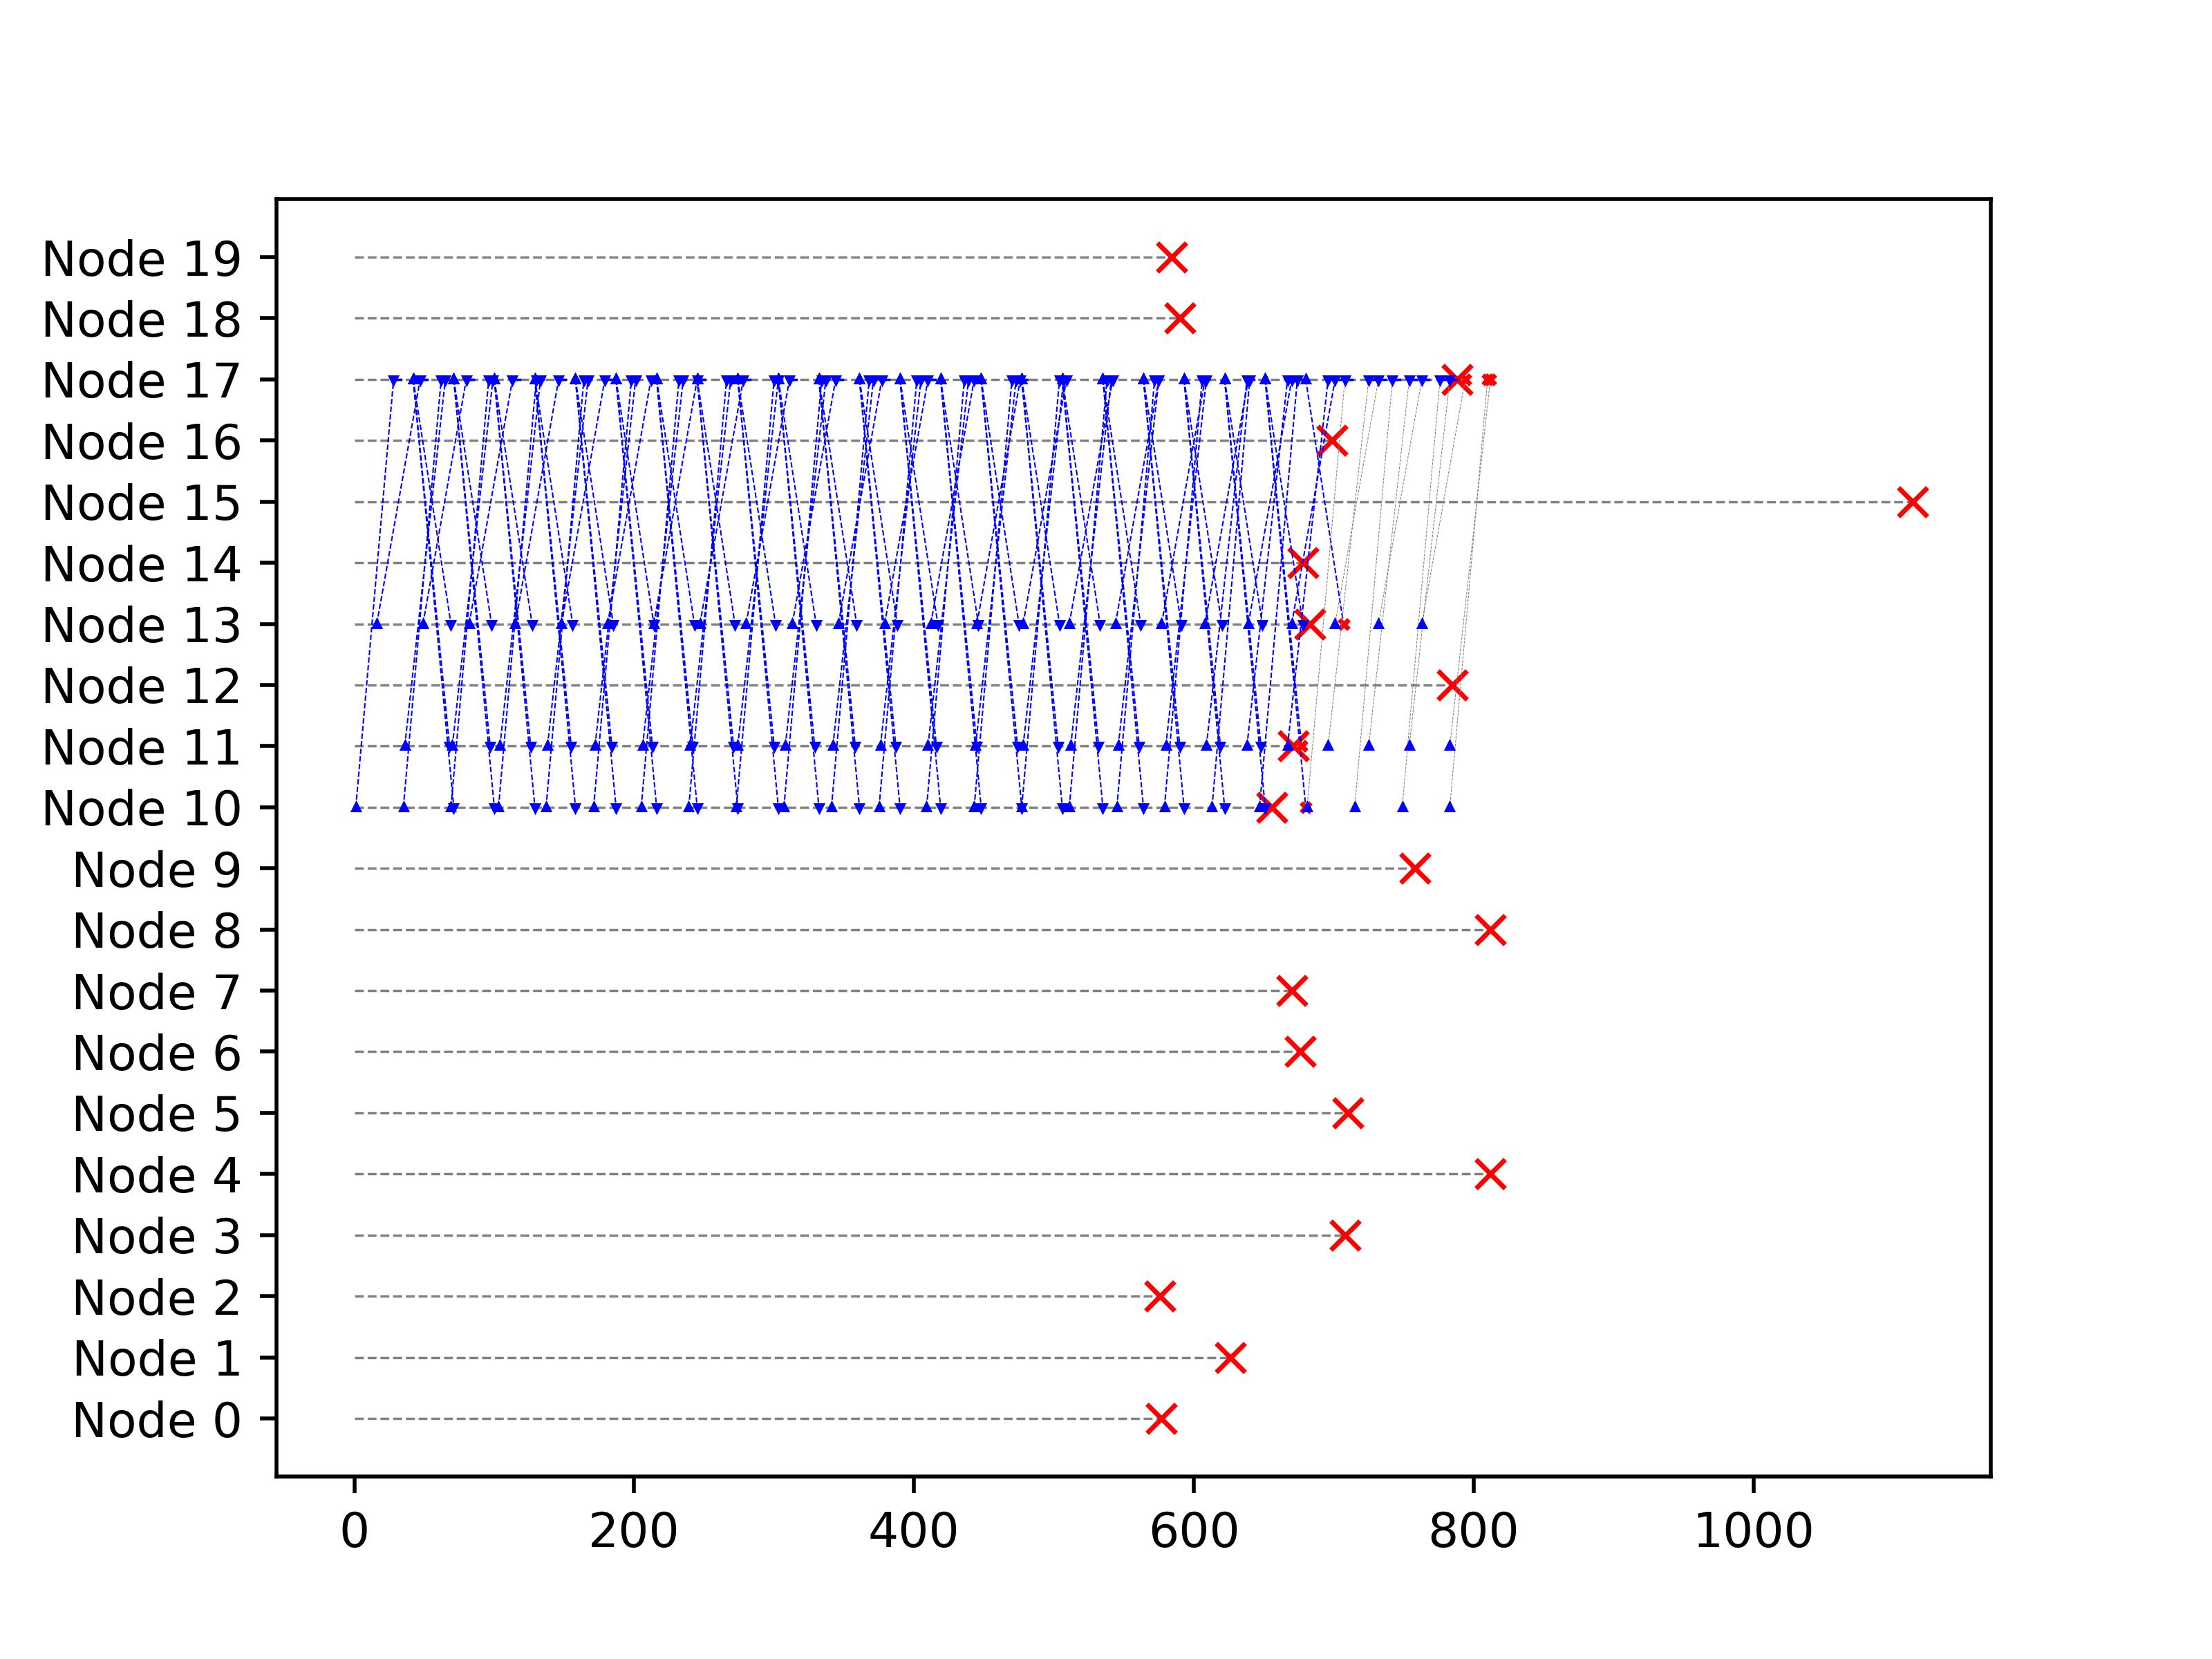 Node 19
Node 18
Node 17
Node 16
Node 15
Node 14
Node 13
Node 12
Node 11
Node 10
Node 9
Node 8
Node 7
Node 6
Node 5
Node 4
Node 3
Node 2
Node 1
Node 0
0 200 400 600 800 1000